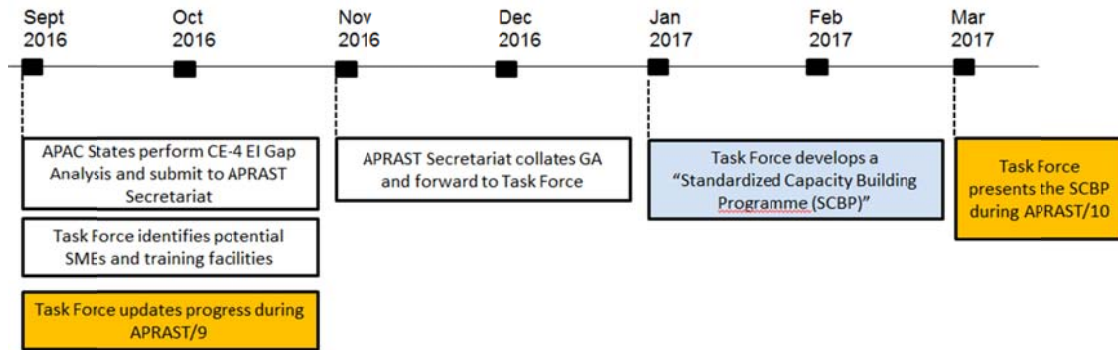 Sept
2016
Oct
2016
Nov
2016
Dec
2016
Jan
2017
Feb
2017
Mar
2017
APAC States perform CE-4 EI Gap
Analysis and submit to APRAST
Secretariat
Task Force identifies potential
SMEs and training facilities
Task Force updates progress during
APRAST/9
APRAST Secretariat collates GA
and forward to Task Force
Task Force develops a
“Standardized Capacity Building
Programme (SCBP)”
Task Force
presents the SCBP
during APRAST/10